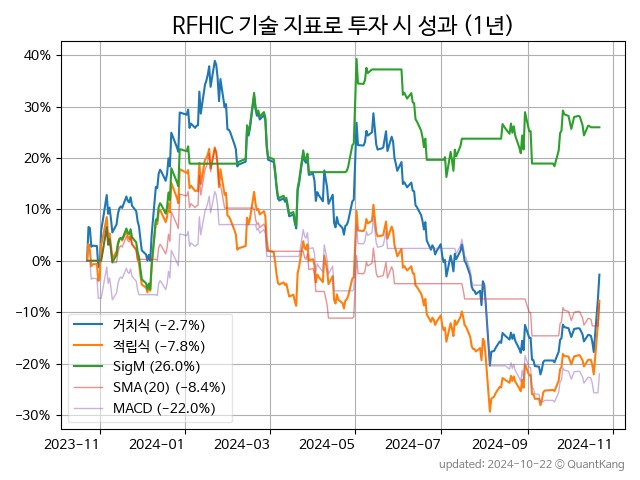 RFHIC 기술 지표로 투자 시 성과 (1년)
40%
30%
20%
10%
0%
−10%
−20%
−30%
거치식 (−2.7%)
적립식 (−7.8%)
SigM (26.0%)
SMA(20) (−8.4%)
MACD (−22.0%)
2023-11 2024-01 2024-03 2024-05 2024-07 2024-09 2024-11
updated: 2024-10-22 © QuantKang